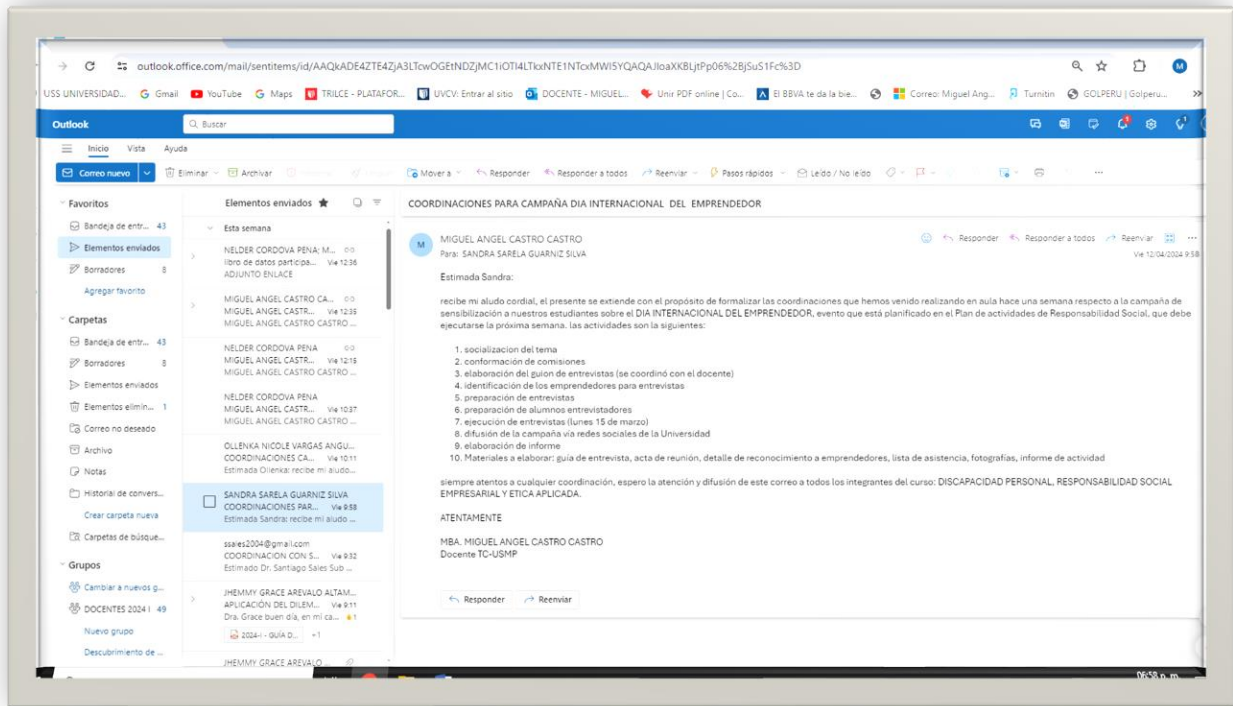 outlook.office.com/mail/sentitems/id/AAQkADE4ZTE4ZjA3LTcwOGEtNDZjMC1iOTI4LTkxNTE1NTcxMWI5YQAQAJIoaXKBLjtPp06%2BjSuS1Fc%3D
M
USS UNIVERSIDAD... Gmail YouTube Maps TRILCE - PLATAFOR... UVCV: Entrar al sitio DOCENTE - MIGUEL... Unir PDF online | Co... El BBVA te da la bie... Correo: Miguel Ang... Turnitin GOLPERU | Golperu...
Outlook
Buscar
Inicio Vista Ayuda
Correo nuevo Eliminar Archivar Mover a Responder Responder a todos Reenviar Pasos rápidos Leído / No leído
Favoritos
Bandeja de entr... 43
Elementos enviados
Borradores 8
Agregar favorito
Carpetas
Bandeja de entr... 43
Borradores 8
Elementos enviados
Elementos elimin... 1
Correo no deseado
Archivo
Notas
Historial de convers...
Crear carpeta nueva
Carpetas de búsque...
Grupos
Cambiar a nuevos g...
DOCENTES 2024 I 49
Nuevo grupo
Descubrimiento de ...
Elementos enviados
Esta semana
NELDER CORDOVA PENA; M...
libro de datos participa... Vie 12:36
ADJUNTO ENLACE
MIGUEL ANGEL CASTRO CA...
MIGUEL ANGEL CASTR... Vie 12:35
MIGUEL ANGEL CASTRO CASTRO ...
NELDER CORDOVA PENA
MIGUEL ANGEL CASTR... Vie 12:15
MIGUEL ANGEL CASTRO CASTRO ...
NELDER CORDOVA PENA
MIGUEL ANGEL CASTR... Vie 10:37
MIGUEL ANGEL CASTRO CASTRO ...
OLLENKA NICOLE VARGAS ANGU...
COORDINACIONES CA... Vie 10:11
Estimada Ollenka: recibe mi aludo...
SANDRA SARELA GUARNIZ SILVA
COORDINACIONES PAR... Vie 9:58
Estimada Sandra: recibe mi aludo ...
ssales2004@gmail.com
COORDINACION CON S... Vie 9:32
Estimado Dr. Santiago Sales Sub ...
JHEMMY GRACE AREVALO ALTAM...
APLICACIÓN DEL DILEM... Vie 9:11
Dra. Grace buen día, en mi ca... 1
2024-I - GUÍA D... +1
JHEMMY GRACE AREVALO ...
COORDINACIONES PARA CAMPAÑA DIA INTERNACIONAL DEL EMPRENDEDOR
M
MIGUEL ANGEL CASTRO CASTRO
Para: SANDRA SARELA GUARNIZ SILVA
Responder Responder a todos Reenviar
Vie 12/04/2024 9:58
Estimada Sandra:
recibe mi aludo cordial, el presente se extiende con el propósito de formalizar las coordinaciones que hemos venido realizando en aula hace una semana respecto a la campaña de
sensibilización a nuestros estudiantes sobre el DIA INTERNACIONAL DEL EMPRENDEDOR, evento que está planificado en el Plan de actividades de Responsabilidad Social, que debe
ejecutarse la próxima semana. las actividades son la siguientes:
1. socializacion del tema
2. conformación de comisiones
3. elaboración del guion de entrevistas (se coordinó con el docente)
4. identificación de los emprendedores para entrevistas
5. preparación de entrevistas
6. preparación de alumnos entrevistadores
7. ejecución de entrevistas (lunes 15 de marzo)
8. difusión de la campaña via redes sociales de la Universidad
9. elaboración de informe
10. Materiales a elaborar: guia de entrevista, acta de reunión, detalle de reconocimiento a emprendedores, lista de asistencia, fotografías, informe de actividad
siempre atentos a cualquier coordinación, espero la atención y difusión de este correo a todos los integrantes del curso: DISCAPACIDAD PERSONAL, RESPONSABILIDAD SOCIAL
EMPRESARIAL Y ETICA APLICADA.
ATENTAMENTE
MBA. MIGUEL ANGEL CASTRO CASTRO
Docente TC-USMP
Responder Reenviar